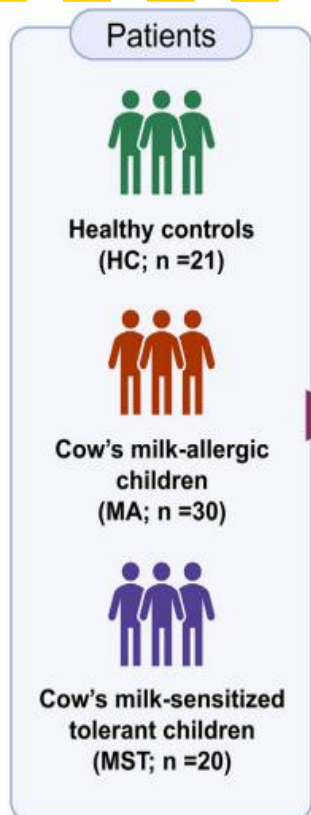 Patients
Healthy controls
(HC; n =21)
Cow's milk-allergic
children
(MA; n =30)
Cow's milk-sensitized
tolerant children
(MST; n =20)